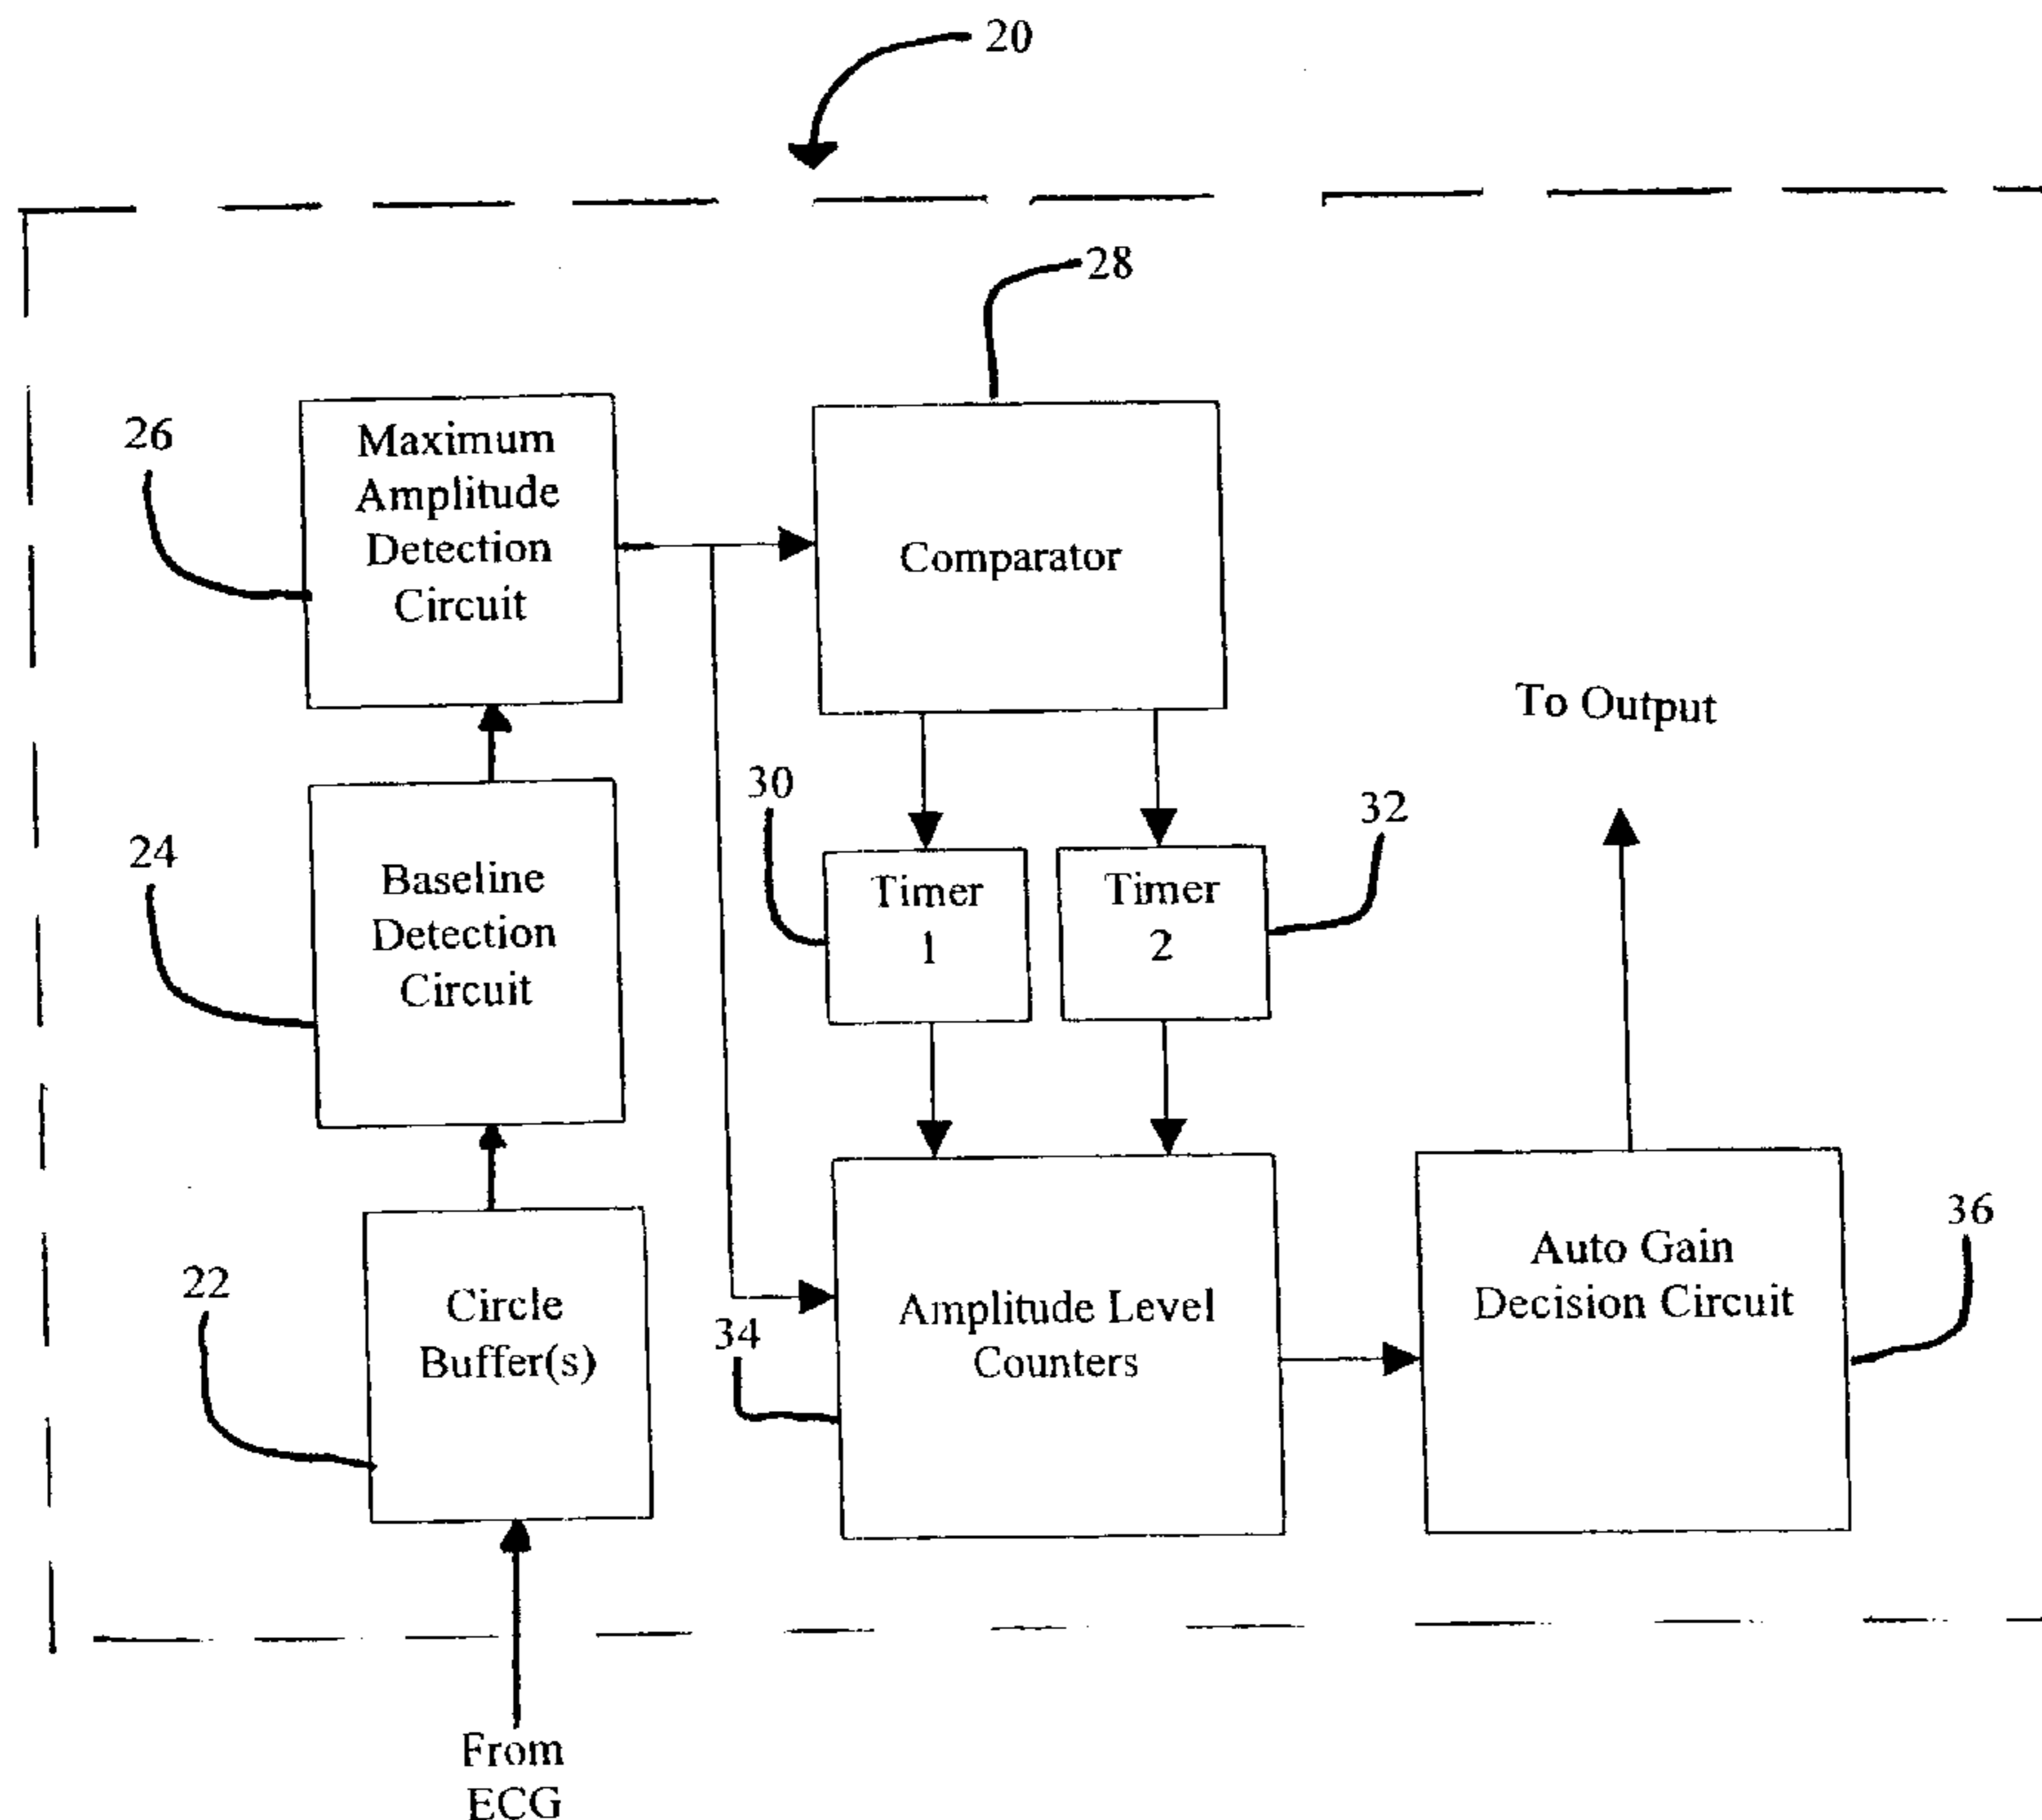 20
28
26
Maximum
Amplitude
Detection
Circuit
Comparator
To Output
30
32
24
Baseline
Detection
Circuit
Timer
1
Timer
2
22
Circle
Buffer(s)
34
Amplitude Level
Counters
Auto Gain
Decision Circuit
36
From
ECG